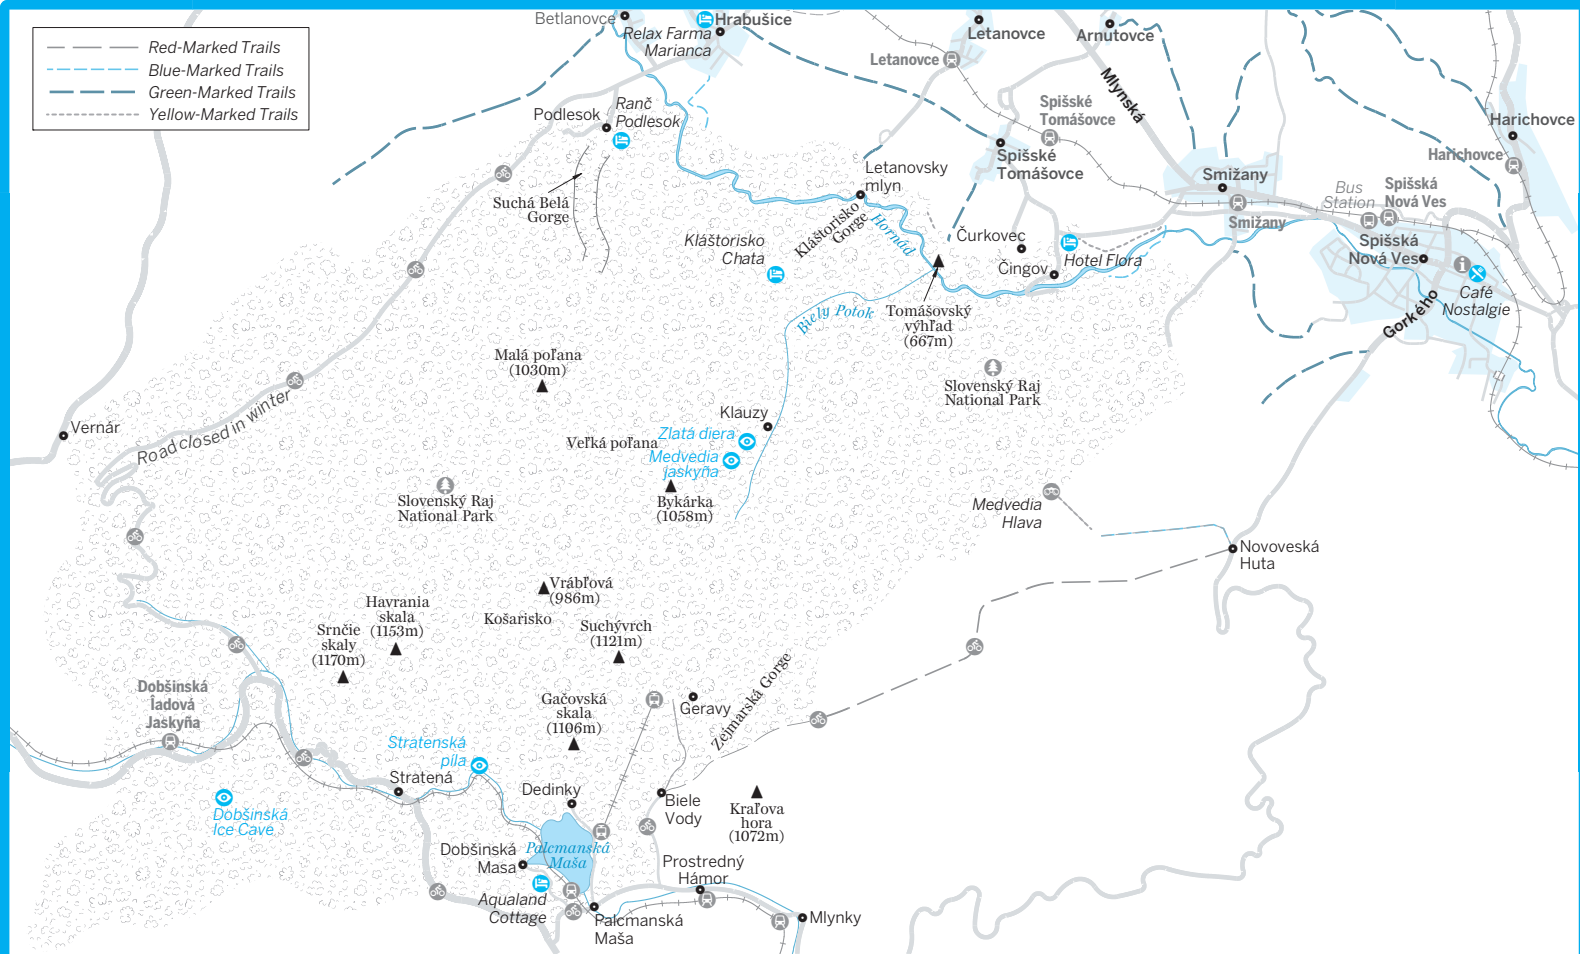 Red-Marked Trails
Blue-Marked Trails
Green-Marked Trails
Yellow-Marked Trails
Betlanovce
Hrabušice
Relax Farma
Marianca
Letanovce
Arnutovce
Letanovce
Mlynská
Podlesok
Ranč
Podlesok
Spišské
Tomášovce
Harichovce
Harichovce
Spišské
Tomášovce
Letanovsky
mlyn
Smižany
Bus
Station
Spišská
Nová Ves
Suchá Belá
Gorge
Kláštorisko
Gorge
Hornád
Smižany
Kláštorisko
Chata
Čurkovec
Čingov
Hotel Flora
Spišská
Nová Ves
Café
Nostalgie
Gorkého
Biely Potok
Tomášovský
výhľad
(667m)
Malá poľana
(1030m)
Slovenský Raj
National Park
Road closed in winter
Vernár
Klauzy
Zlatá diera
Veľká poľana
Medvedia
jaskyňa
Bykárka
(1058m)
Slovenský Raj
National Park
Medvedia
Hlava
Novoveská
Huta
Vrábľová
(986m)
Košarisko
Havrania
skala
(1153m)
Srnčie
skaly
(1170m)
Suchývrch
(1121m)
Dobšinská
Îadová
Jaskyňa
Gačovská
skala
(1106m)
Geravy
Zejmarská Gorge
Stratenská
píla
Stratená
Dedinky
Biele
Vody
Kraľova
hora
(1072m)
Dobšinská
Ice Cave
Dobšinská
Masa
Palcmanská
Maša
Prostredný
Hámor
Aqualand
Cottage
Palcmanská
Maša
Mlynky